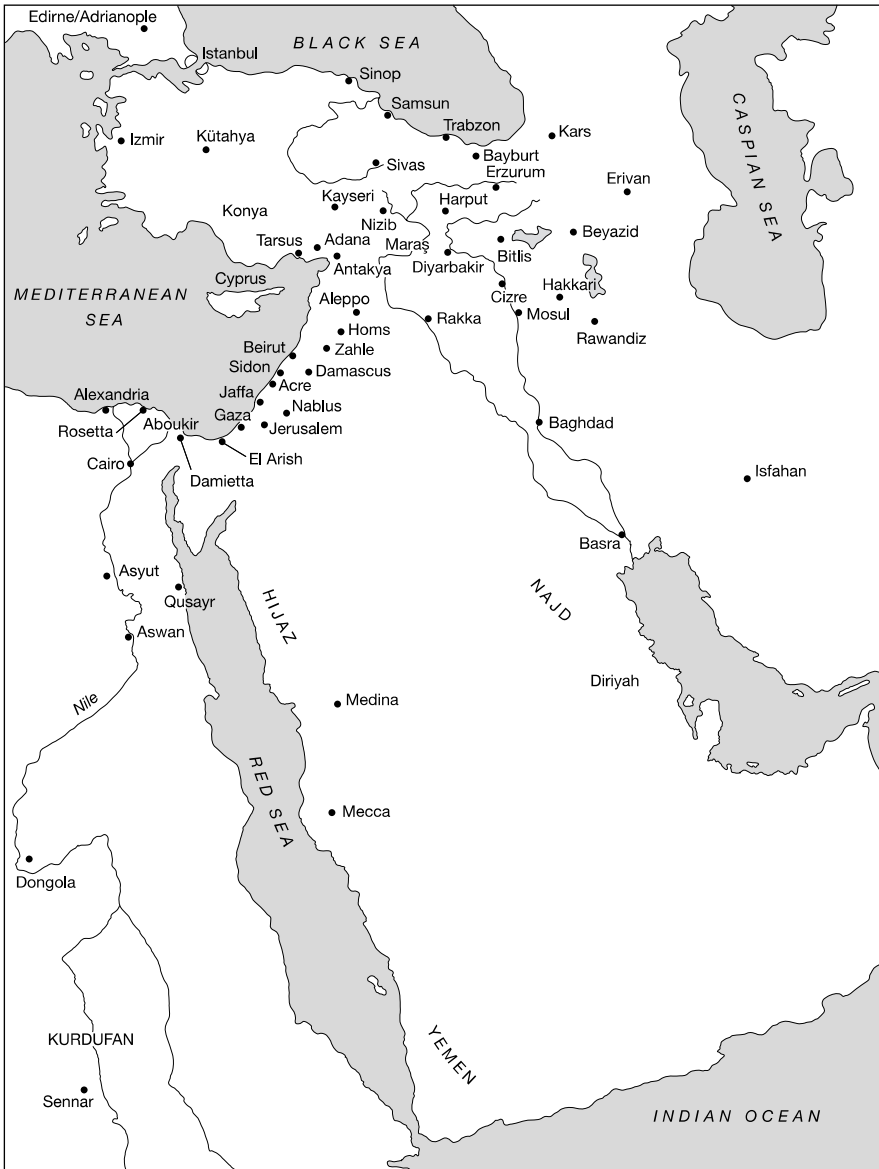 Edirne/Adrianople
BLACK SEA
Istanbul
Sinop
Samsun
CASPIAN SEA
Trabzon
Kars
Izmir
Kütahya
Sivas
Bayburt
Erzurum
Erivan
Kayseri
Harput
Konya
Nizib
Beyazid
Tarsus
Adana
Maraş
Bitlis
Antakya
Diyarbakir
Cyprus
Hakkari
MEDITERRANEAN
SEA
Aleppo
Cizre
Mosul
Rakka
Homs
Rawandiz
Beirut
Zahle
Sidon
Damascus
Jaffa
Acre
Alexandria
Nablus
Gaza
Rosetta
Aboukir
Jerusalem
Baghdad
Cairo
El Arish
Damietta
Isfahan
Basra
Asyut
Qusayr
HIJAZ
NAJD
Aswan
Diriyah
Nile
Medina
RED SEA
Mecca
Dongola
KURDUFAN
YEMEN
Sennar
INDIAN OCEAN